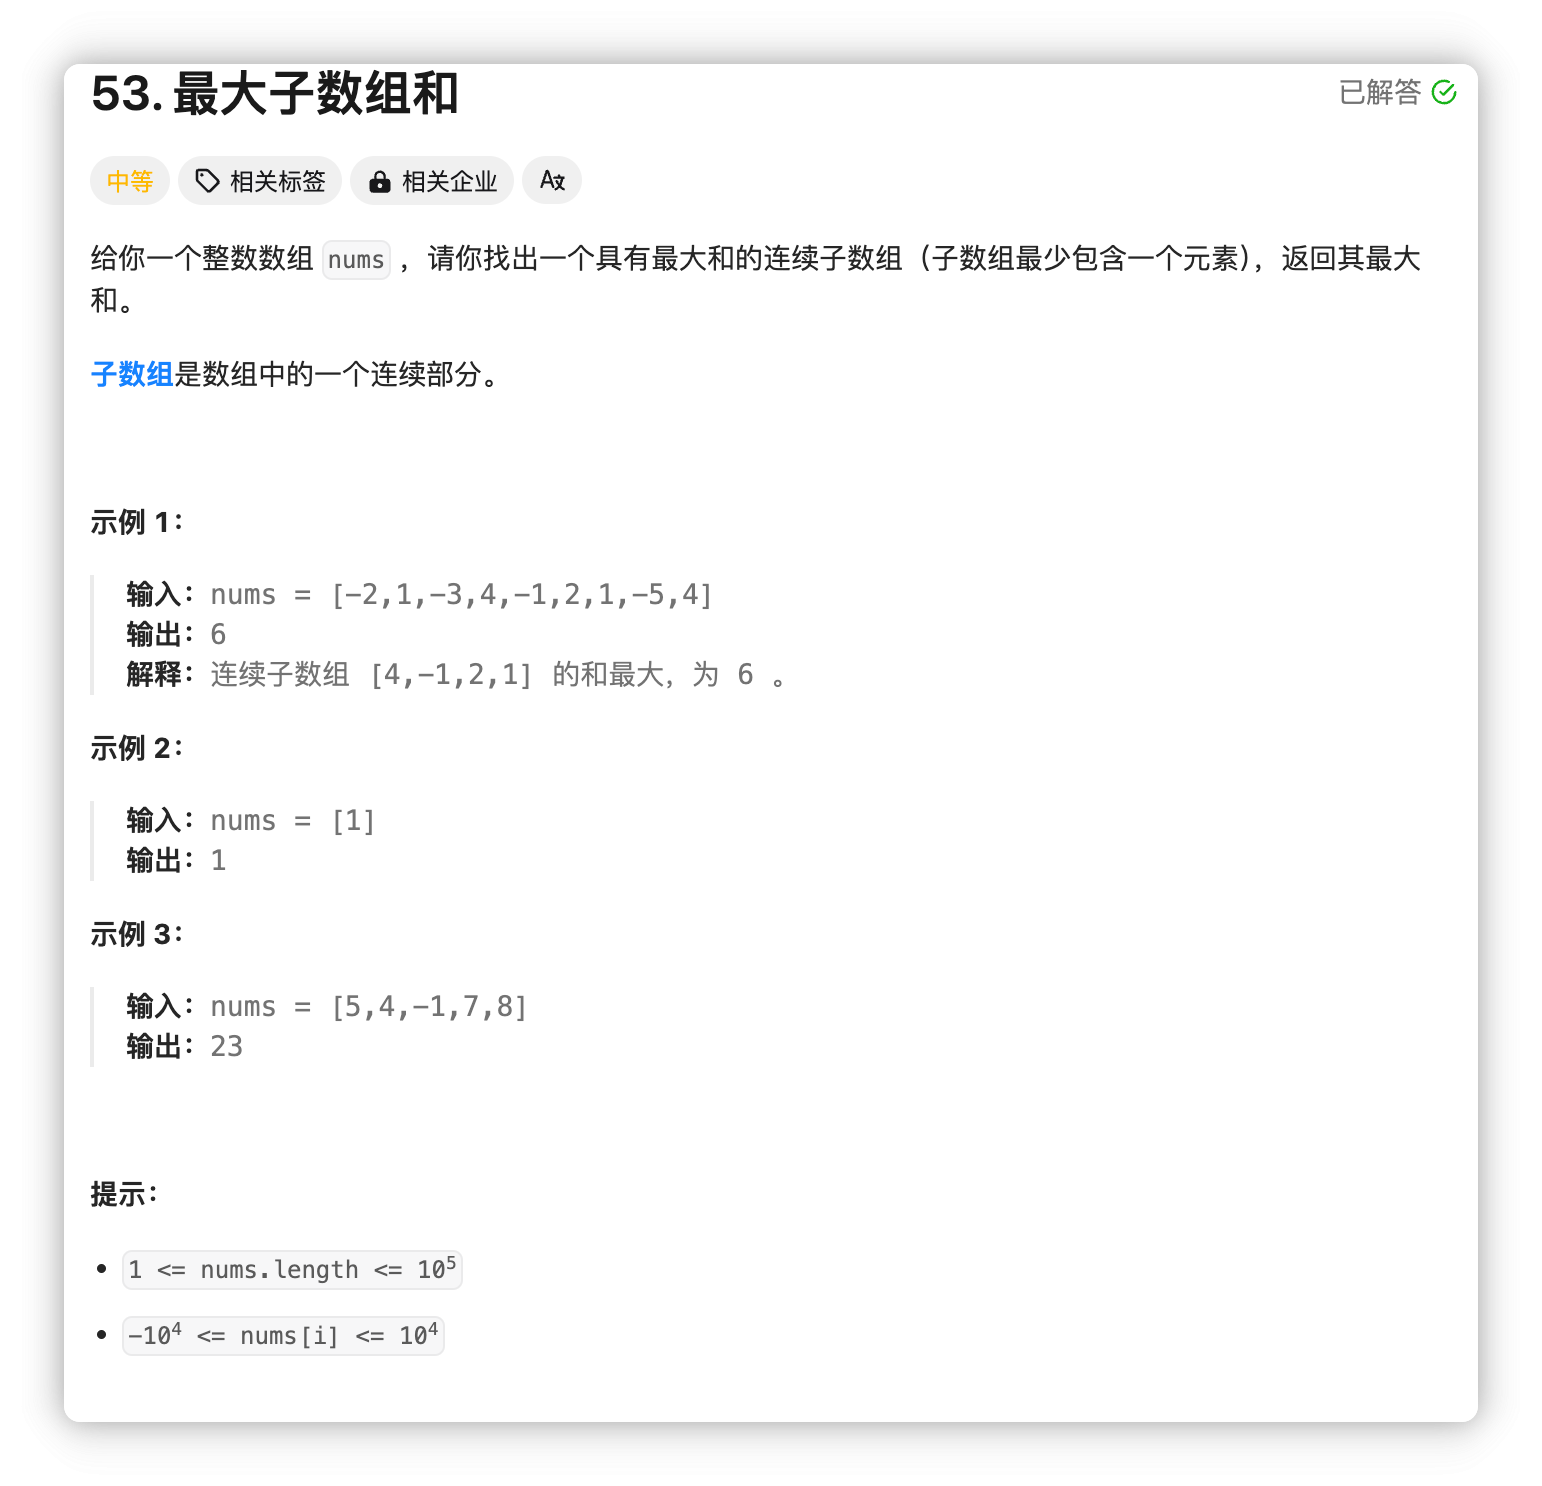 53. 最大子数组和
已解答
中等 相关标签 相关企业 A文
给你一个整数数组 nums ，请你找出一个具有最大和的连续子数组（子数组最少包含一个元素），返回其最大
和。
子数组是数组中的一个连续部分。
示例 1：
输入：nums = [-2,1,-3,4,-1,2,1,-5,4]
输出：6
解释：连续子数组 [4,-1,2,1] 的和最大，为 6 。
示例 2：
输入：nums = [1]
输出：1
示例 3：
输入：nums = [5,4,-1,7,8]
输出：23
提示：
• 1 <= nums.length <= 10⁵
• -10⁴ <= nums[i] <= 10⁴